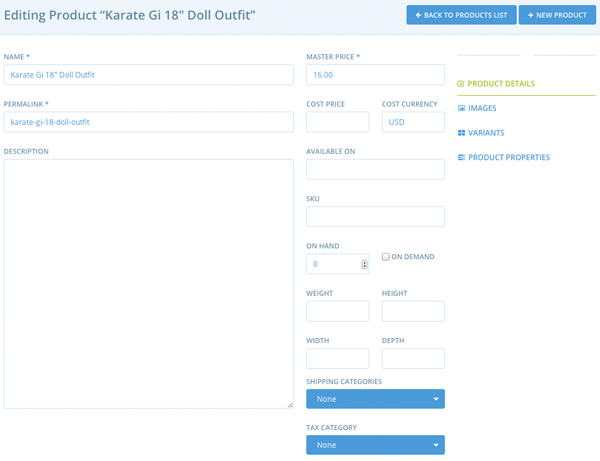 Editing Product “Karate Gi 18" Doll Outfit”
BACK TO PRODUCTS LIST
NEW PRODUCT
NAME *
Karate Gi 18" Doll Outfit
PERMALINK *
karate-gi-18-doll-outfit
DESCRIPTION
MASTER PRICE *
16.00
COST PRICE
COST CURRENCY
USD
AVAILABLE ON
SKU
ON HAND
0
ON DEMAND
WEIGHT
HEIGHT
WIDTH
DEPTH
SHIPPING CATEGORIES
None
TAX CATEGORY
None
PRODUCT DETAILS
IMAGES
VARIANTS
PRODUCT PROPERTIES